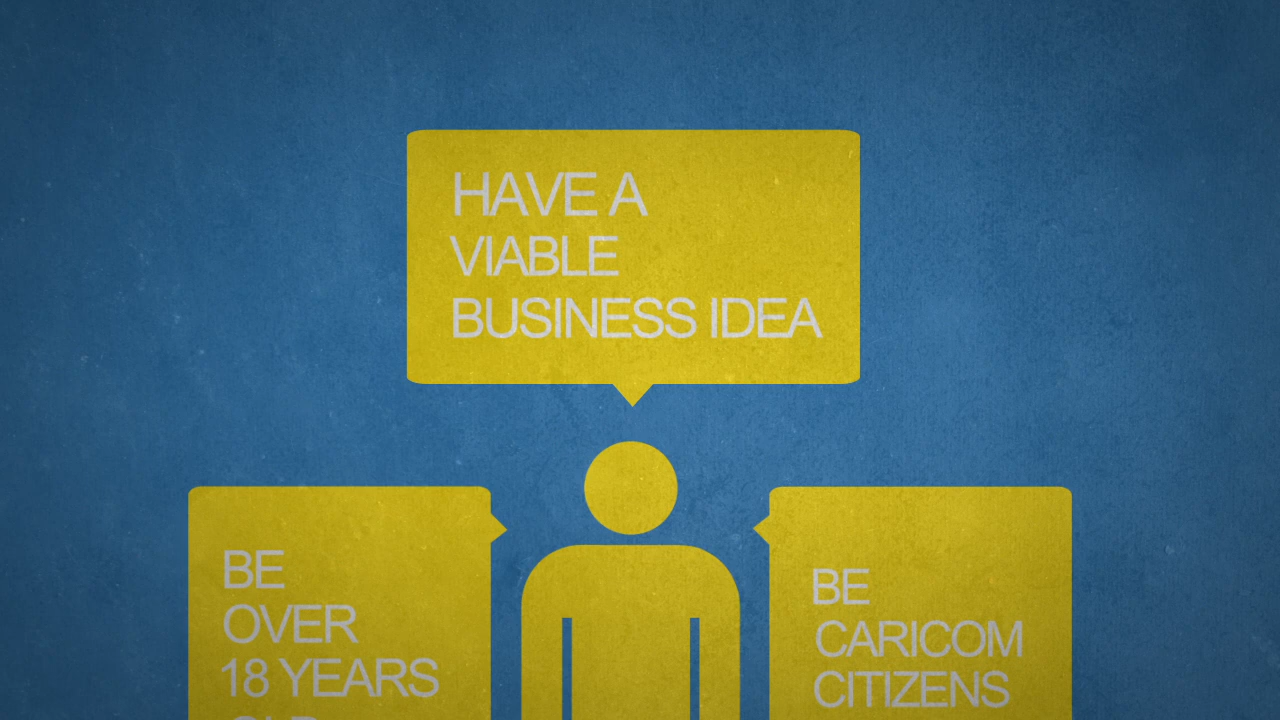 HAVE A
VIABLE
BUSINESS IDEA
BE
OVER
18 YEARS
BE
CARICOM
CITIZENS